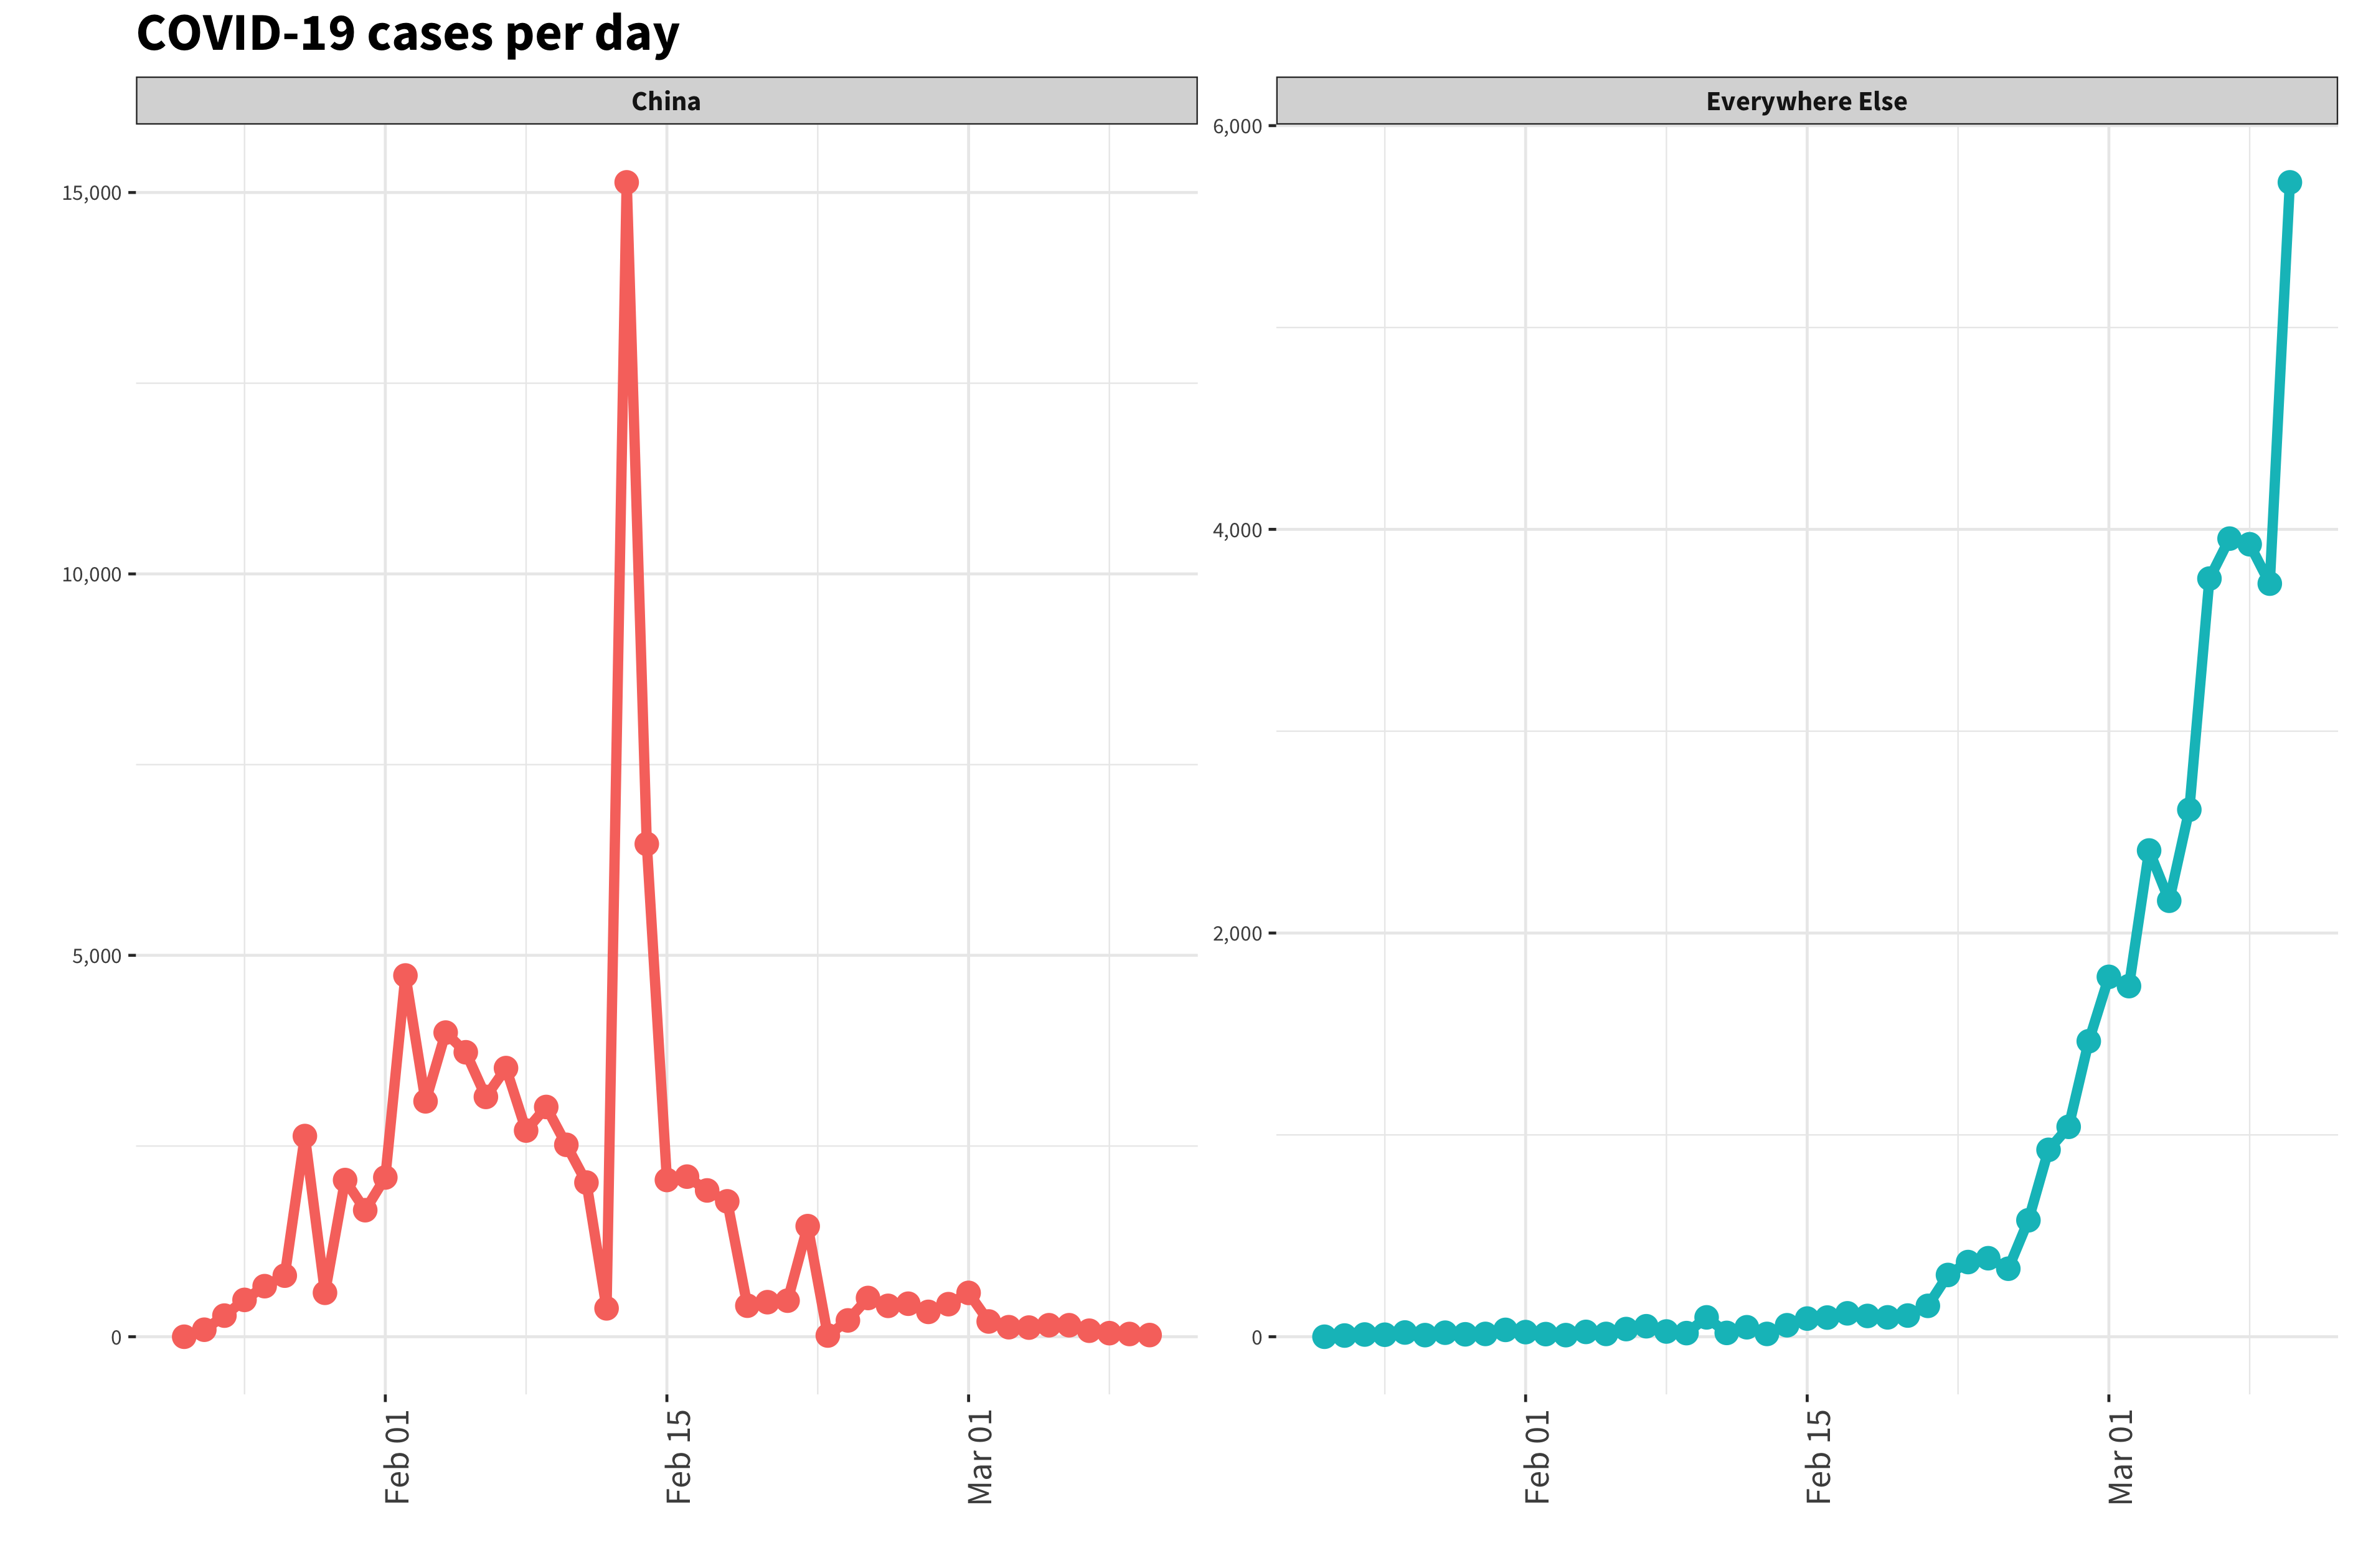 COVID-19 cases per day
China
Everywhere Else
15,000
10,000
5,000
0
6,000
4,000
2,000
0
Feb 01
Feb 15
Mar 01
Feb 01
Feb 15
Mar 01